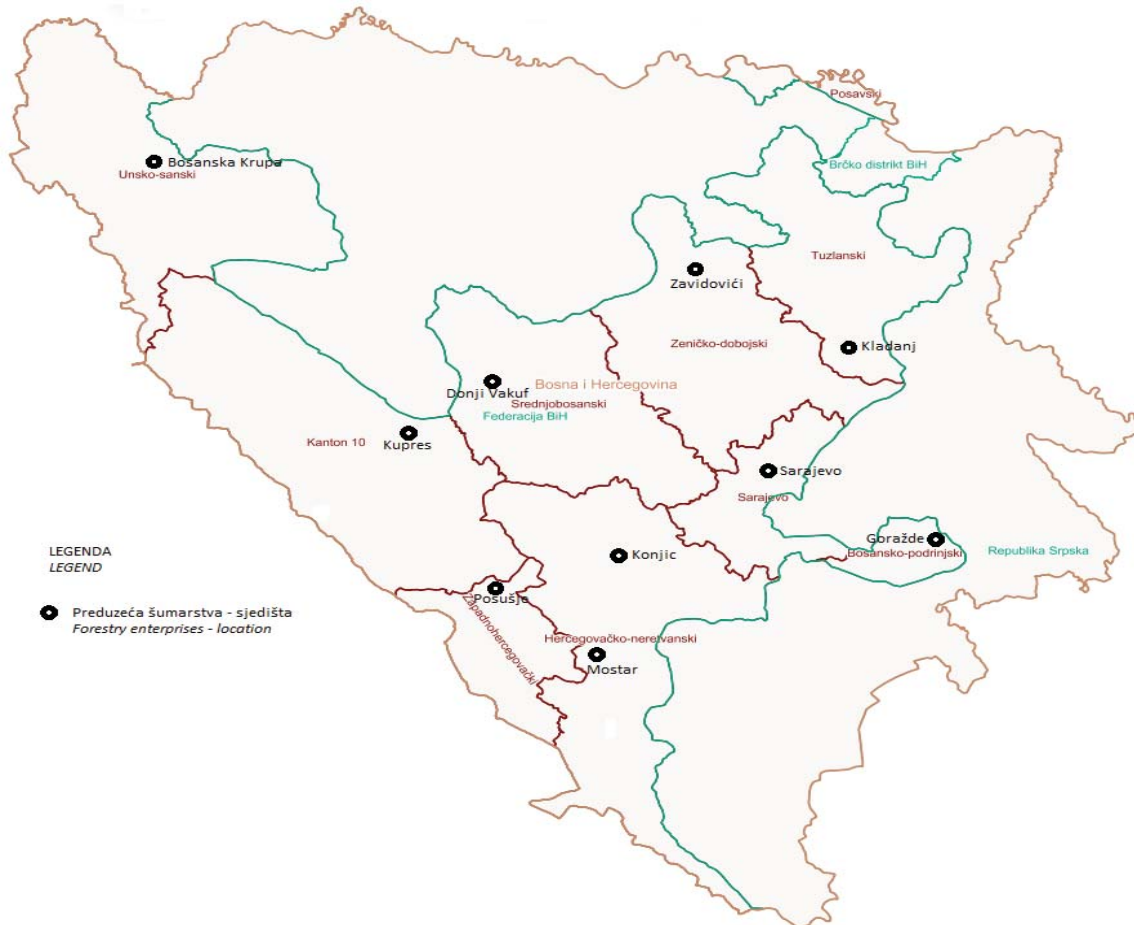 Posavski
Brčko distrikt BiH
Bosanska Krupa
Unsko-sanski
Tuzlanski
Zavidovići
Zeničko-dobojski
Kladanj
Bosna i Hercegovina
Donji Vakuf
Srednjobosanski
Federacija BiH
Kanton 10
Kupres
Sarajevo
Sarajevo
Goražde
Bosansko-podrinjski
Republika Srpska
Konjic
LEGENDA
LEGEND
Posušje
Zapadnohercegovački
Preduzeća šumarstva - sjedišta
Forestry enterprises - location
Hercegovačko-neretvanski
Mostar